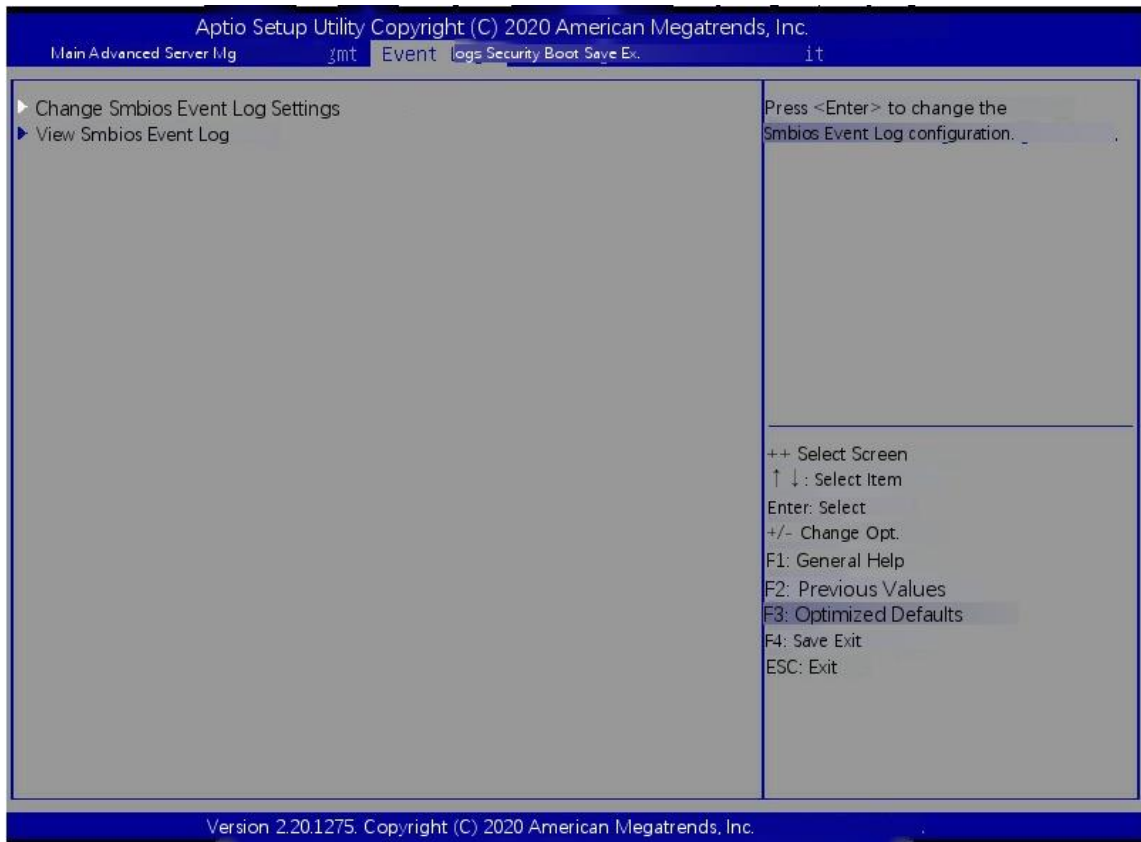 Aptio Setup Utility Copyright (C) 2020 American Megatrends, Inc.
Main Advanced Server Mg gmt Event Logs Security Boot Save Ex. it
Change Smbios Event Log Settings
View Smbios Event Log
Press <Enter> to change the
Smbios Event Log configuration.
++ Select Screen
↑ ↓: Select Item
Enter: Select
+/- Change Opt.
F1: General Help
F2: Previous Values
F3: Optimized Defaults
F4: Save Exit
ESC: Exit
Version 2.20.1275. Copyright (C) 2020 American Megatrends, Inc.